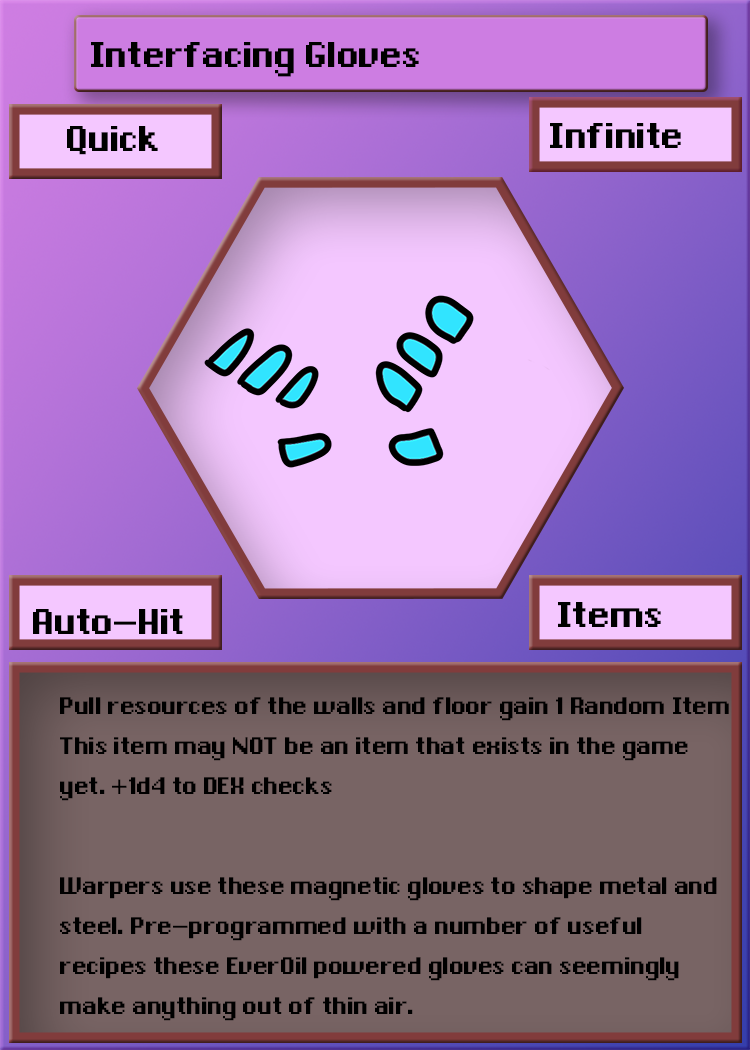 Interfacing Gloves
Quick
Infinite
Auto-Hit
Items
Pull resources of the walls and floor gain 1 Random Item
This item may NOT be an item that exists in the game
yet. +1d4 to DEX checks
Warpers use these magnetic gloves to shape metal and
steel. Pre-programmed with a number of useful
recipes these EverOil powered gloves can seemingly
make anything out of thin air.